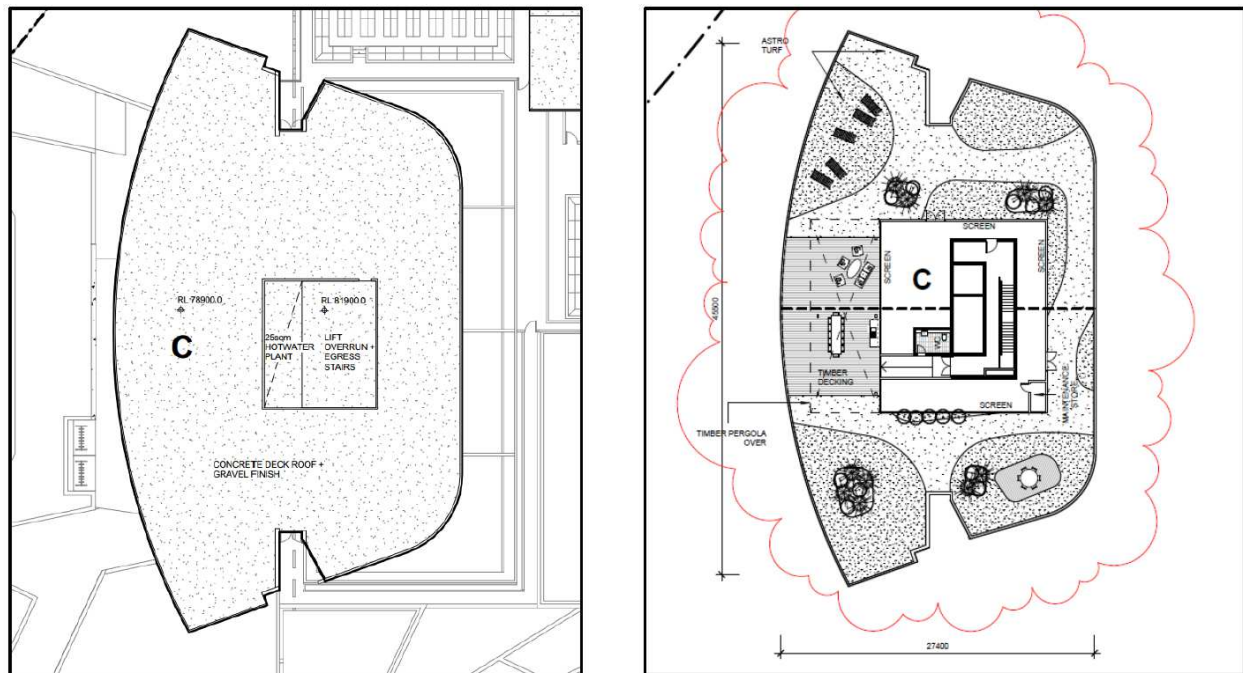 RL 78900.0
RL 81900.0
C
25sqm
HOTWATER
PLANT
LIFT
OVERRUN +
EGRESS
STAIRS
CONCRETE DECK ROOF +
GRAVEL FINISH
ASTRO
TURF
SCREEN
SCREEN
SCREEN
C
WC
TIMBER
DECKING
SCREEN
MAINTENANCE
STORE
TIMBER PERGOLA
OVER
27400